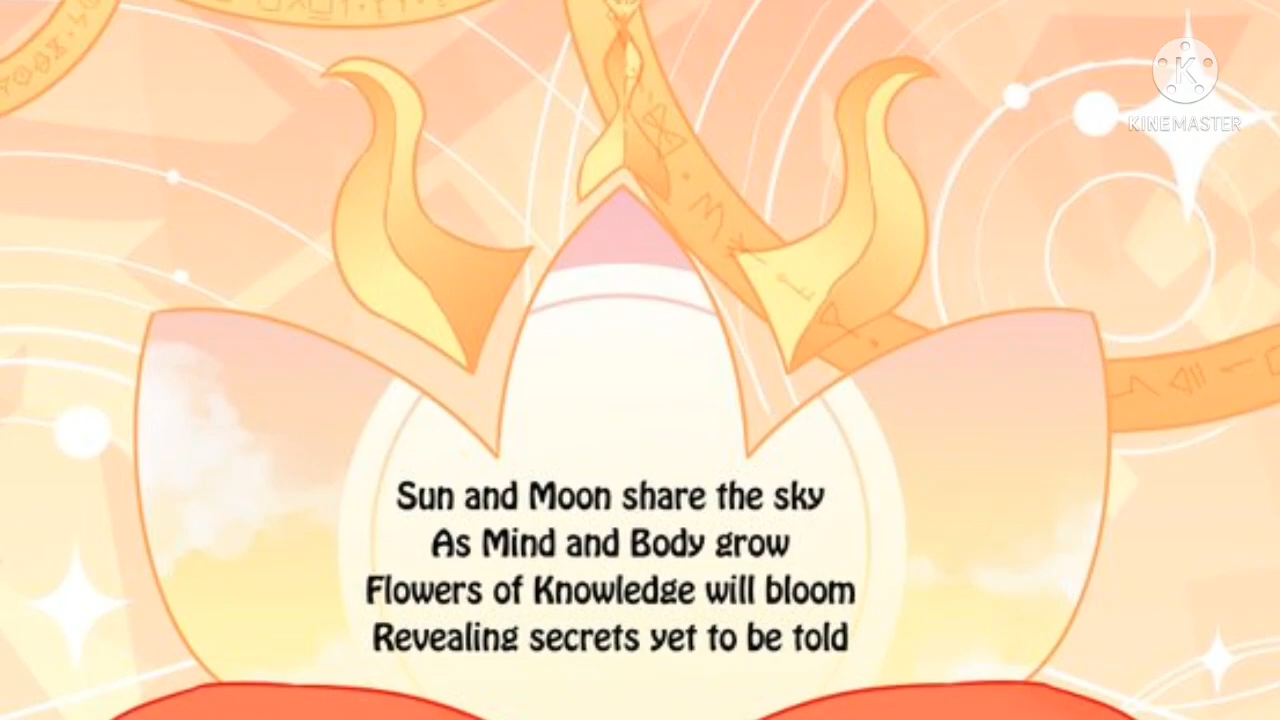 K
KINEMASTER
Sun and Moon share the sky
As Mind and Body grow
Flowers of Knowledge will bloom
Revealing secrets yet to be told